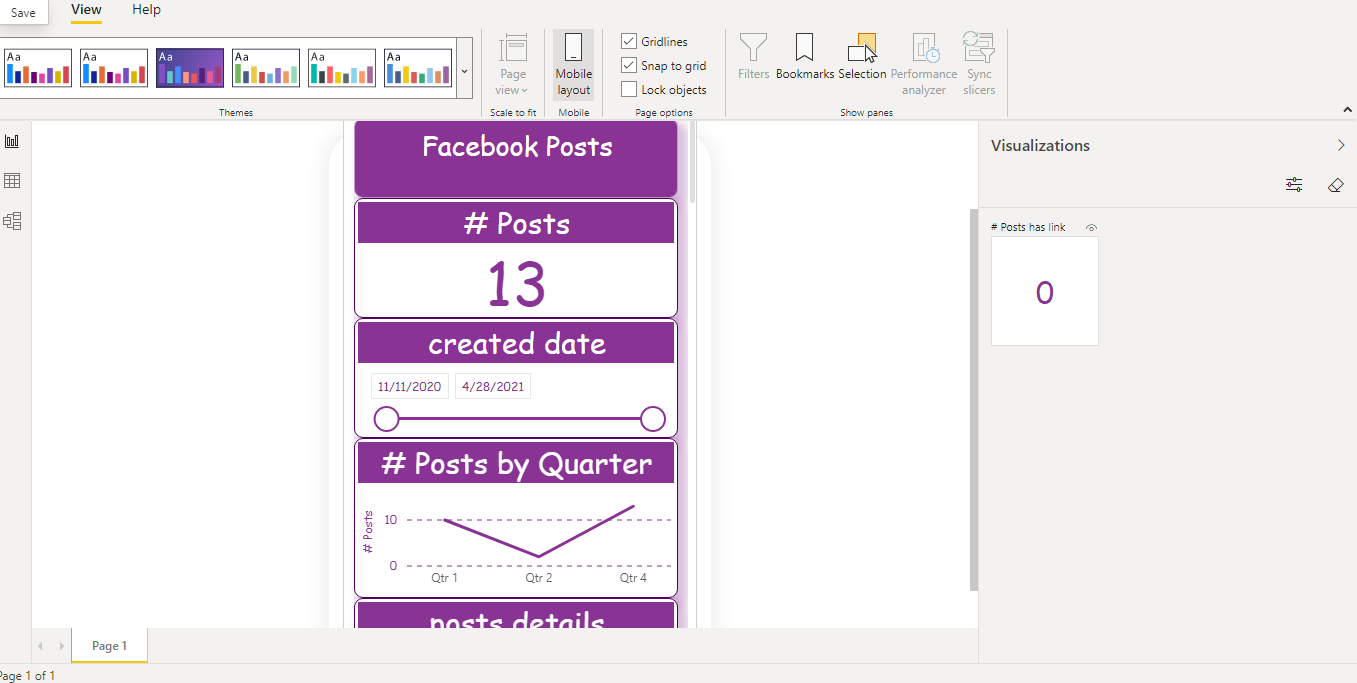 Save
View
Help
Aa Aa Aa Aa Aa Aa
Themes
Page
view
Scale to fit
Mobile
layout
Mobile
Gridlines
Snap to grid
Lock objects
Page options
Filters
Bookmarks
Selection
Performance
analyzer
Sync
slicers
Show panes
Facebook Posts
# Posts
13
created date
11/11/2020 4/28/2021
# Posts by Quarter
# Posts
10
0
Qtr 1 Qtr 2 Qtr 4
posts details
Visualizations
# Posts has link
0
Page 1
Page 1 of 1